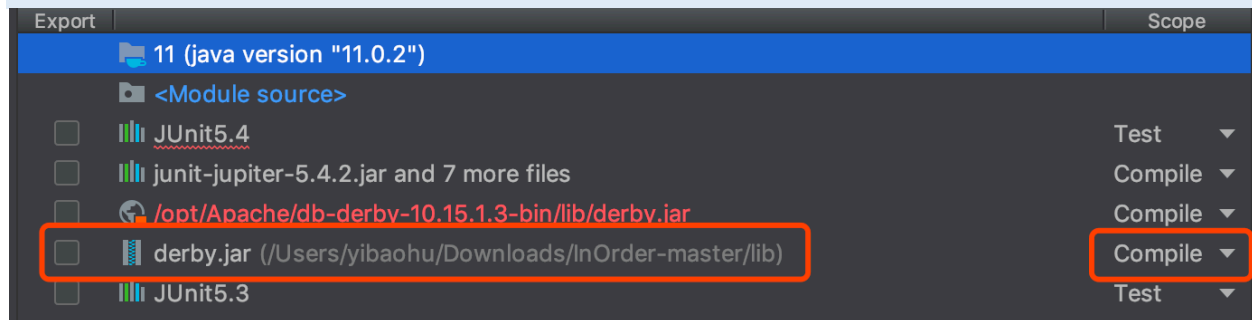 Export Scope
11 (java version "11.0.2")
<Module source>
JUnit5.4 Test
junit-jupiter-5.4.2.jar and 7 more files Compile
/opt/Apache/db-derby-10.15.1.3-bin/lib/derby.jar Compile
derby.jar (/Users/yibaohu/Downloads/InOrder-master/lib) Compile
JUnit5.3 Test